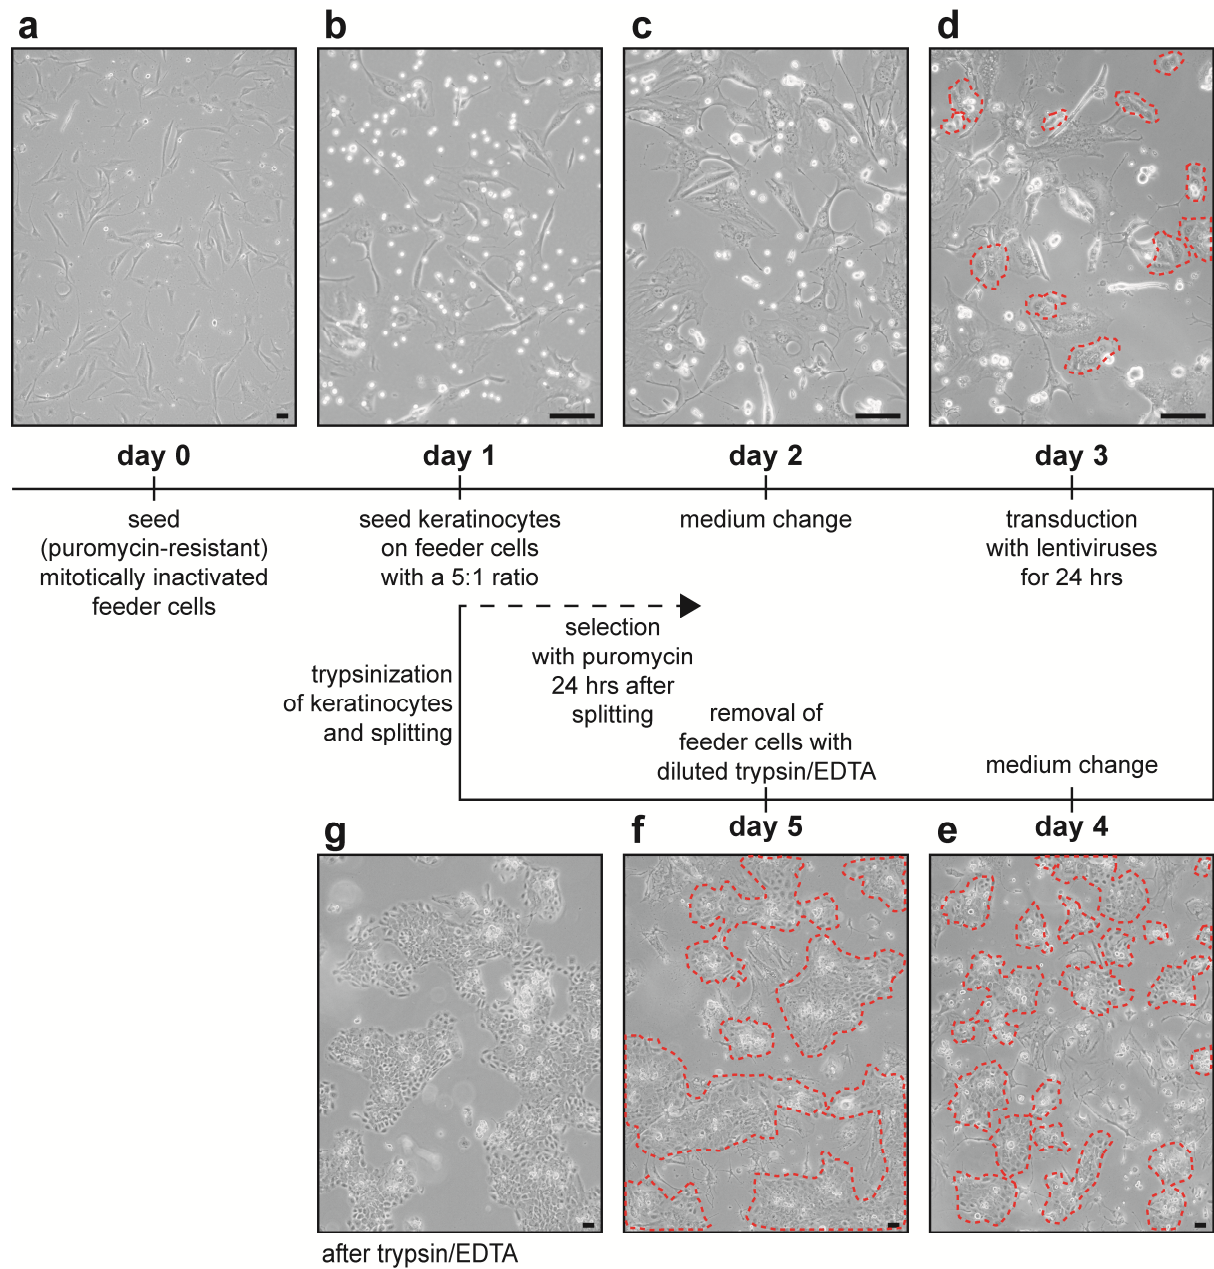 a
b
c
d
day 0
day 1
day 2
day 3
seed
(puromycin-resistant)
mitotically inactivated
feeder cells
seed keratinocytes
on feeder cells
with a 5:1 ratio
medium change
transduction
with lentiviruses
for 24 hrs
selection
with puromycin
24 hrs after
splitting
trypsinization
of keratinocytes
and splitting
removal of
feeder cells with
diluted trypsin/EDTA
medium change
g
f
day 5
e
day 4
after trypsin/EDTA